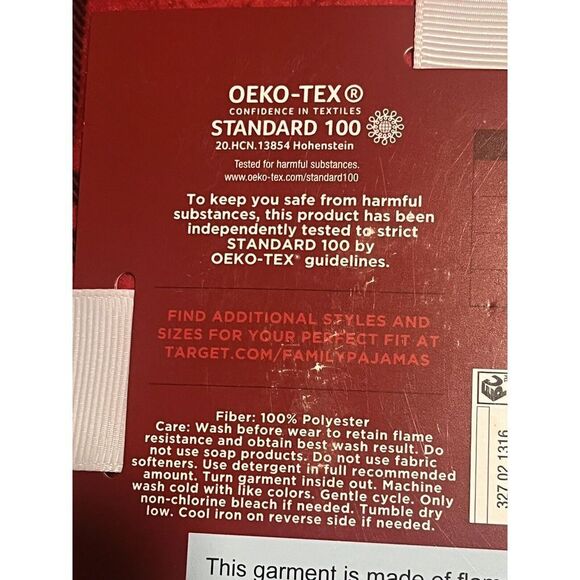 OEKO-TEX®
CONFIDENCE IN TEXTILES
STANDARD 100
20.HCN.13854 Hohenstein
Tested for harmful substances.
www.oeko-tex.com/standard100
To keep you safe from harmful
substances, this product has been
independently tested to strict
STANDARD 100 by
OEKO-TEX® guidelines.
FIND ADDITIONAL STYLES AND
SIZES FOR YOUR PERFECT FIT AT
TARGET.COM/FAMILYPAJAMAS
Fiber: 100% Polyester
Care: Wash before wear to retain flame
resistance and obtain best wash result. Do
not use soap products. Do not use fabric
softeners. Use detergent in full recommended
amount. Turn garment inside out. Machine
wash cold with like colors. Gentle cycle. Only
non-chlorine bleach if needed. Tumble dry
low. Cool iron on reverse side if needed.
327 02 1316
This garment is made of